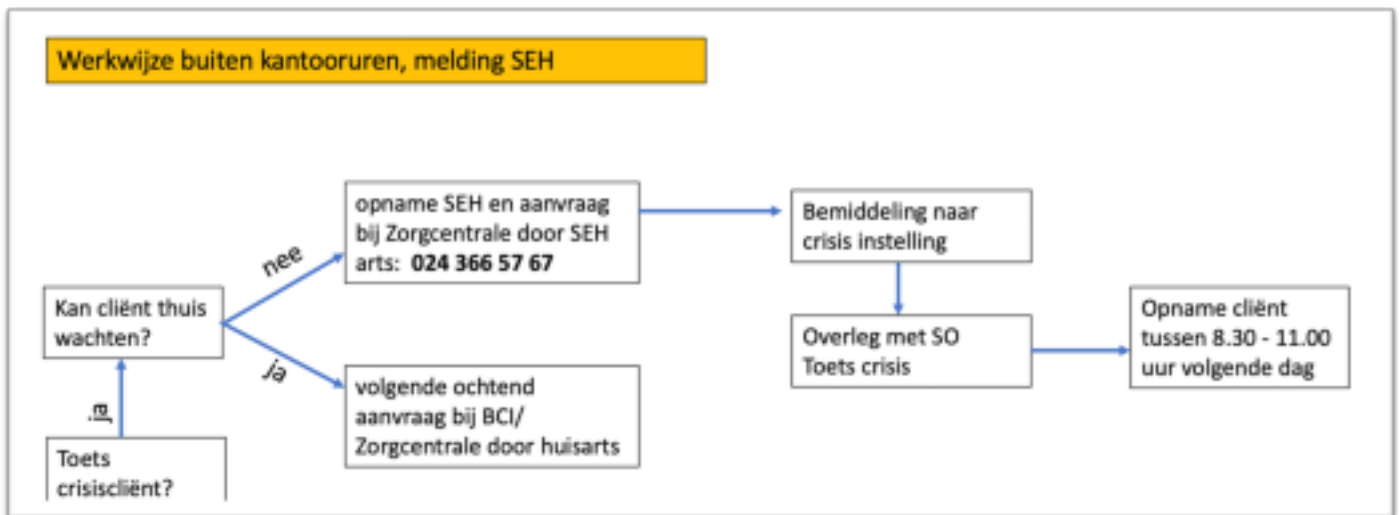 Werkwijze buiten kantooruren, melding SEH
opname SEH en aanvraag
bij Zorgcentrale door SEH
arts: 024 366 57 67
Bemiddeling naar
crisis instelling
nee
Kan cliënt thuis
wachten?
Overleg met SO
Toets crisis
Opname cliënt
tussen 8.30 - 11.00
uur volgende dag
ja
volgende ochtend
aanvraag bij BCI/
Zorgcentrale door huisarts
ja
Toets
crisiscliënt?